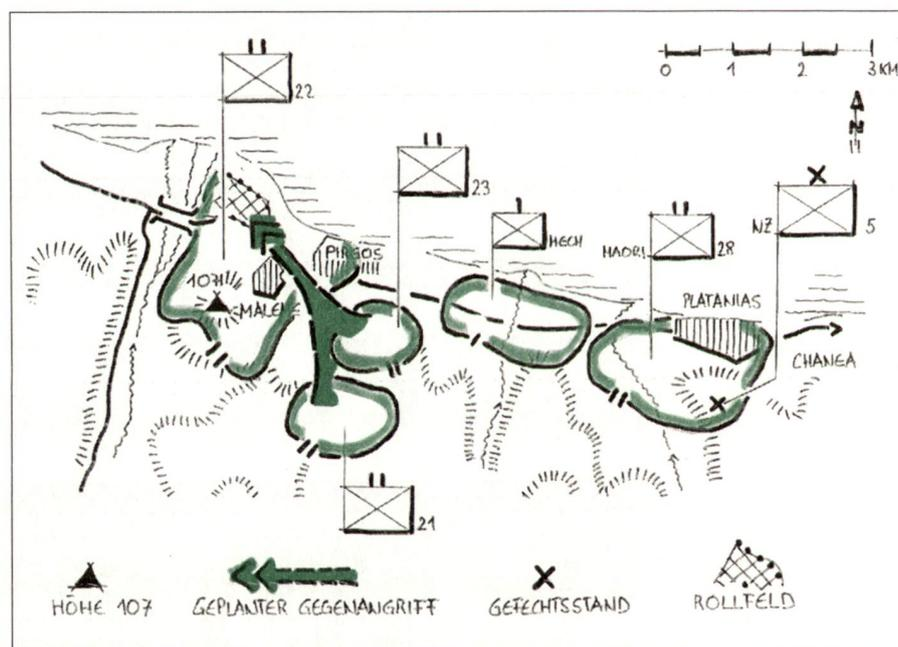 22
0 1 2 3 KM
N
23
MECH
MAORI
28
NZ
5
107
MALEME
PIRGOS
PLATANIAS
CHANEA
21
HÖHE 107
GEPLANTER GEGENANGRIFF
GEFECHTSSTAND
ROLLFELD